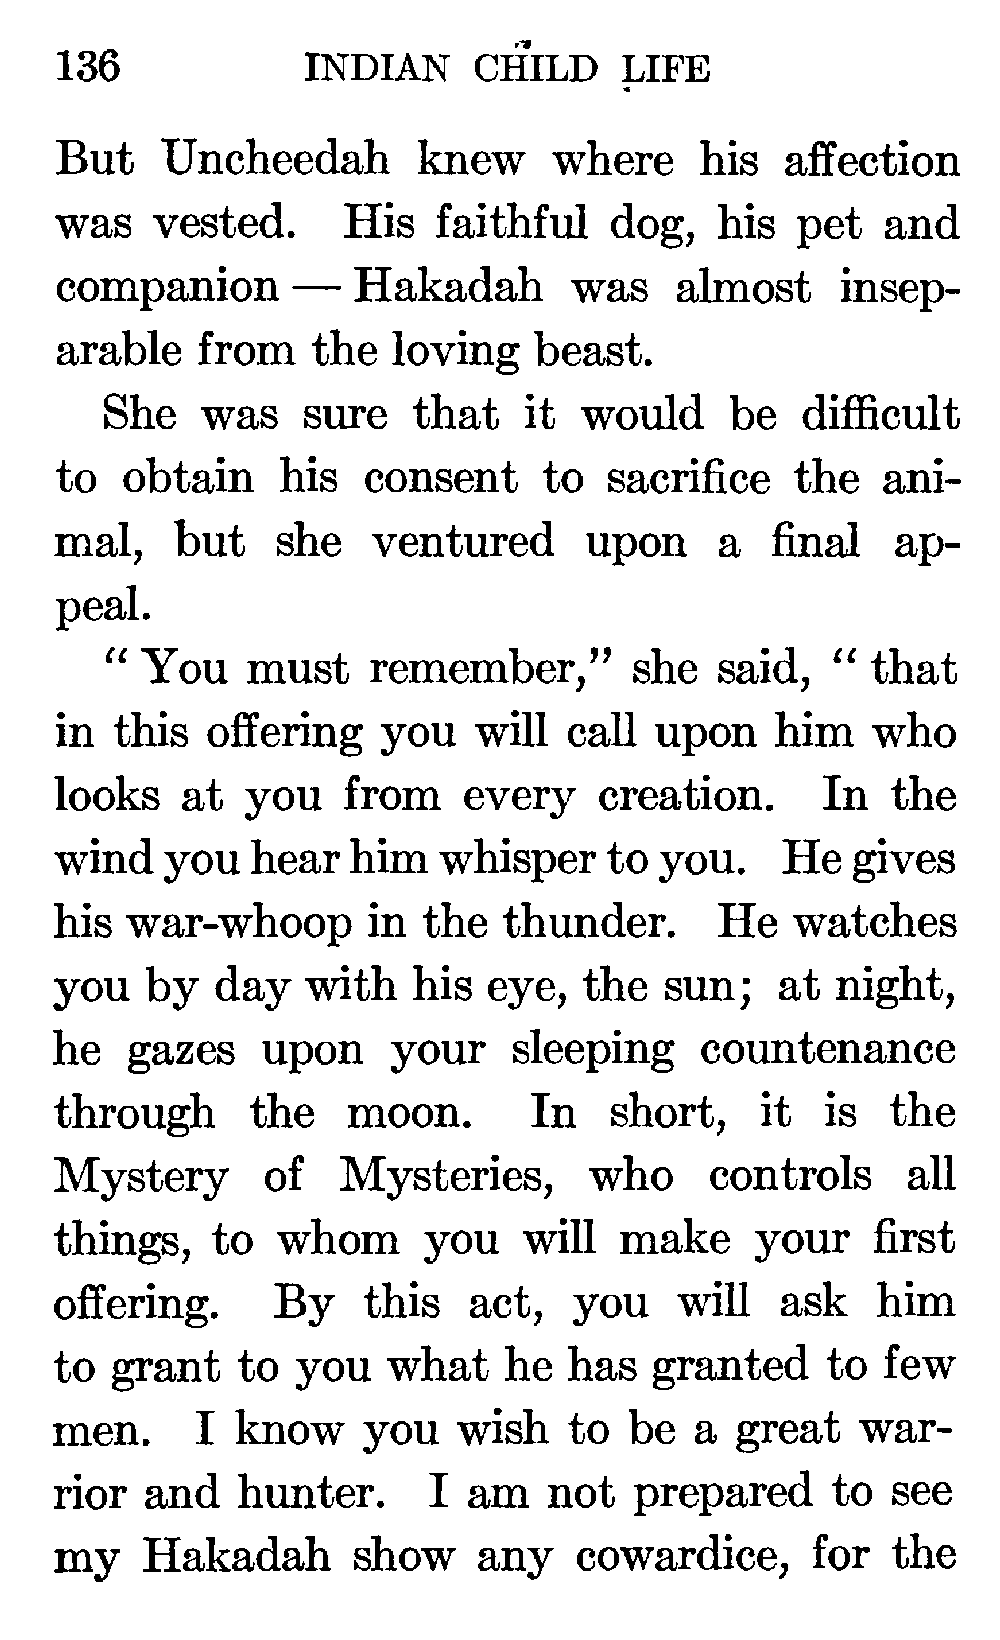 136 INDIAN CHILD LIFE
But Uncheedah knew where his affection
was vested. His faithful dog, his pet and
companion — Hakadah was almost insep-
arable from the loving beast.
She was sure that it would be difficult
to obtain his consent to sacrifice the ani-
mal, but she ventured upon a final ap-
peal.
“ You must remember,” she said, “ that
in this offering you will call upon him who
looks at you from every creation. In the
wind you hear him whisper to you. He gives
his war-whoop in the thunder. He watches
you by day with his eye, the sun; at night,
he gazes upon your sleeping countenance
through the moon. In short, it is the
Mystery of Mysteries, who controls all
things, to whom you will make your first
offering. By this act, you will ask him
to grant to you what he has granted to few
men. I know you wish to be a great war-
rior and hunter. I am not prepared to see
my Hakadah show any cowardice, for the